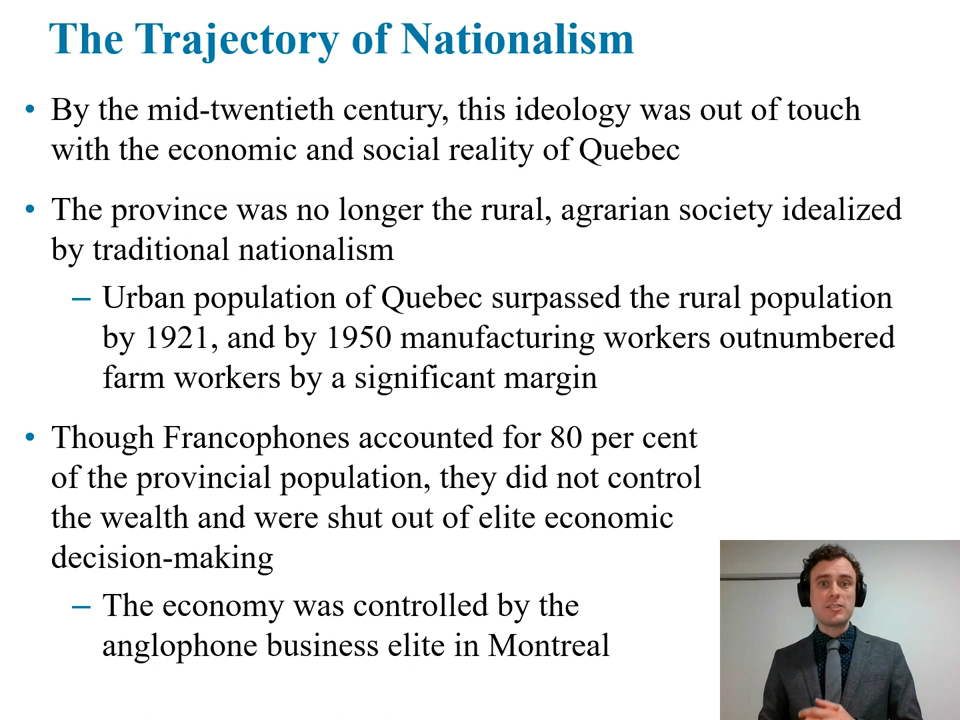 The Trajectory of Nationalism
• By the mid-twentieth century, this ideology was out of touch
with the economic and social reality of Quebec
• The province was no longer the rural, agrarian society idealized
by traditional nationalism
– Urban population of Quebec surpassed the rural population
by 1921, and by 1950 manufacturing workers outnumbered
farm workers by a significant margin
• Though Francophones accounted for 80 per cent
of the provincial population, they did not control
the wealth and were shut out of elite economic
decision-making
– The economy was controlled by the
anglophone business elite in Montreal